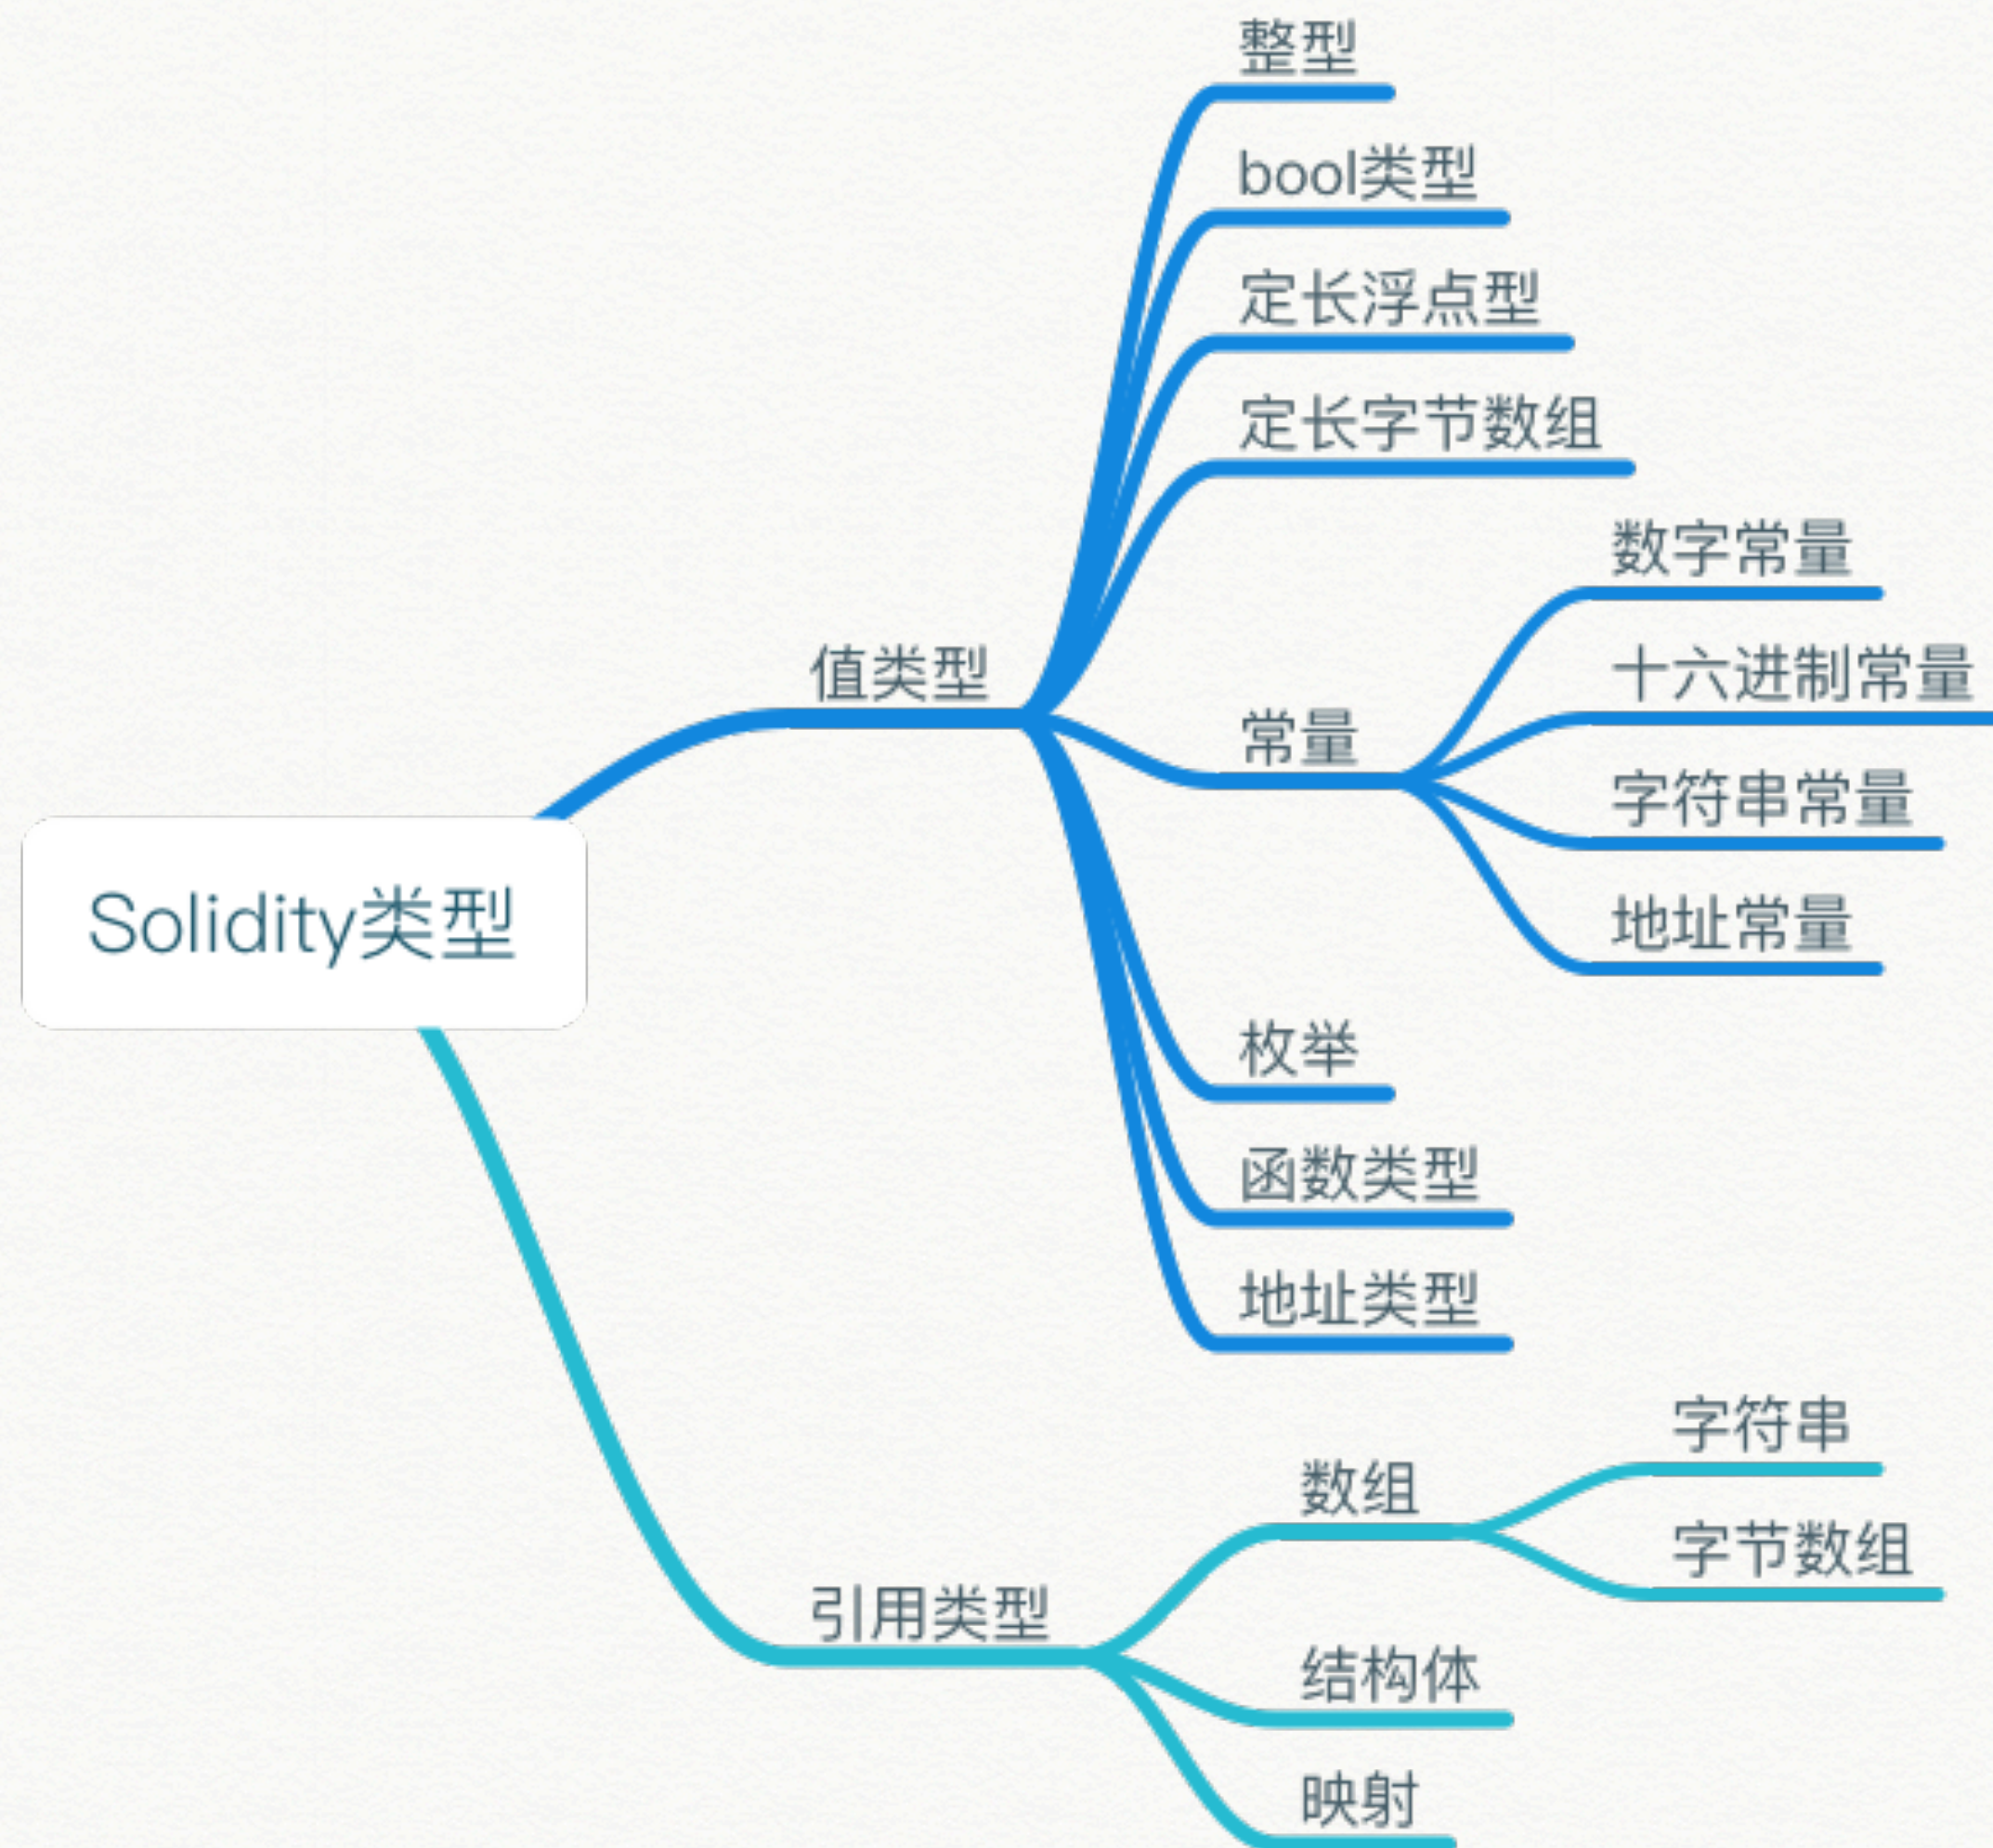 整型
bool类型
定长浮点型
定长字节数组
数字常量
值类型
十六进制常量
常量
字符串常量
Solidity类型
地址常量
枚举
函数类型
地址类型
字符串
数组
字节数组
引用类型
结构体
映射